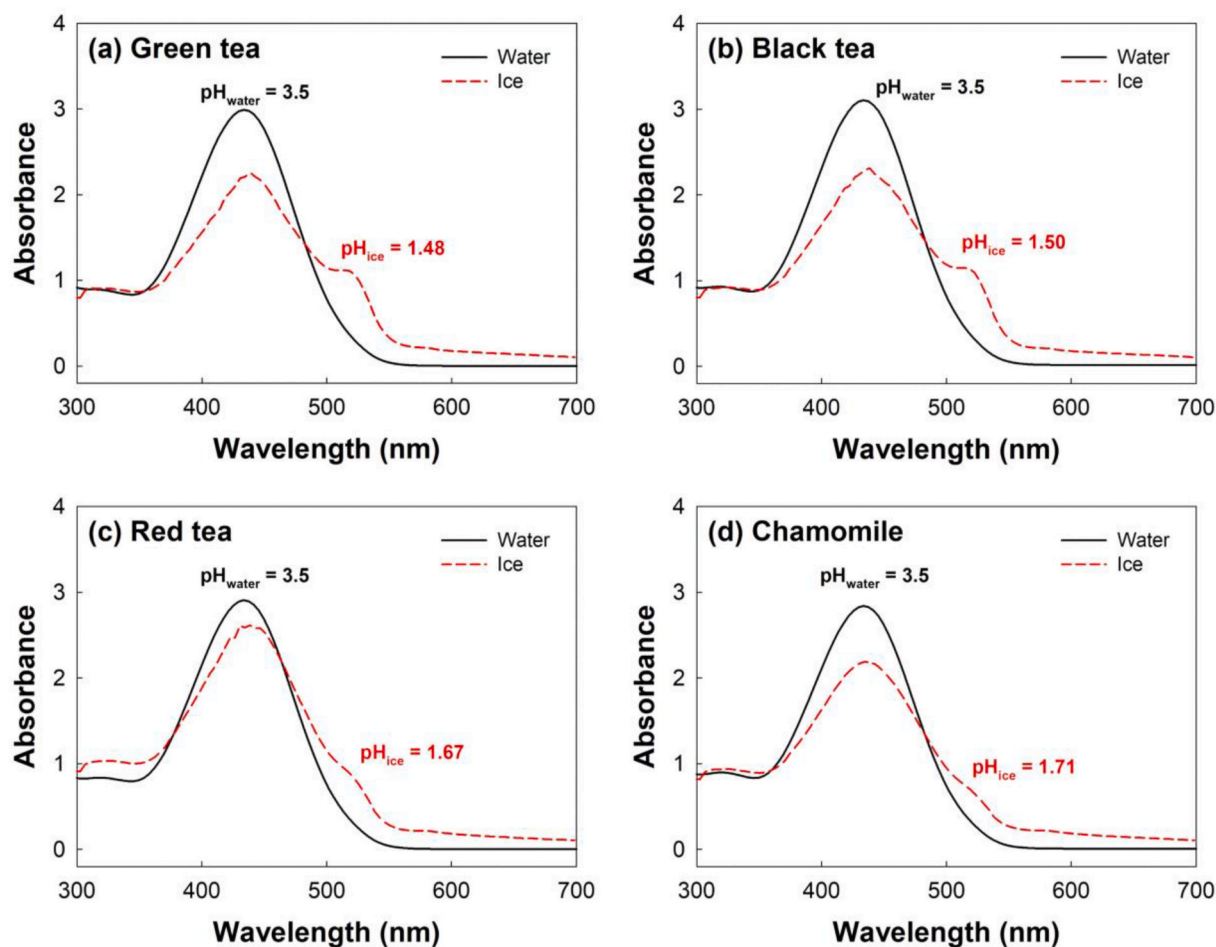 (a) Green tea
Water
Ice
pHwater = 3.5
pHice = 1.48
Absorbance
4
3
2
1
0
300 400 500 600 700
Wavelength (nm)
(b) Black tea
Water
Ice
pHwater = 3.5
pHice = 1.50
Absorbance
4
3
2
1
0
300 400 500 600 700
Wavelength (nm)
(c) Red tea
Water
Ice
pHwater = 3.5
pHice = 1.67
Absorbance
4
3
2
1
0
300 400 500 600 700
Wavelength (nm)
(d) Chamomile
Water
Ice
pHwater = 3.5
pHice = 1.71
Absorbance
4
3
2
1
0
300 400 500 600 700
Wavelength (nm)